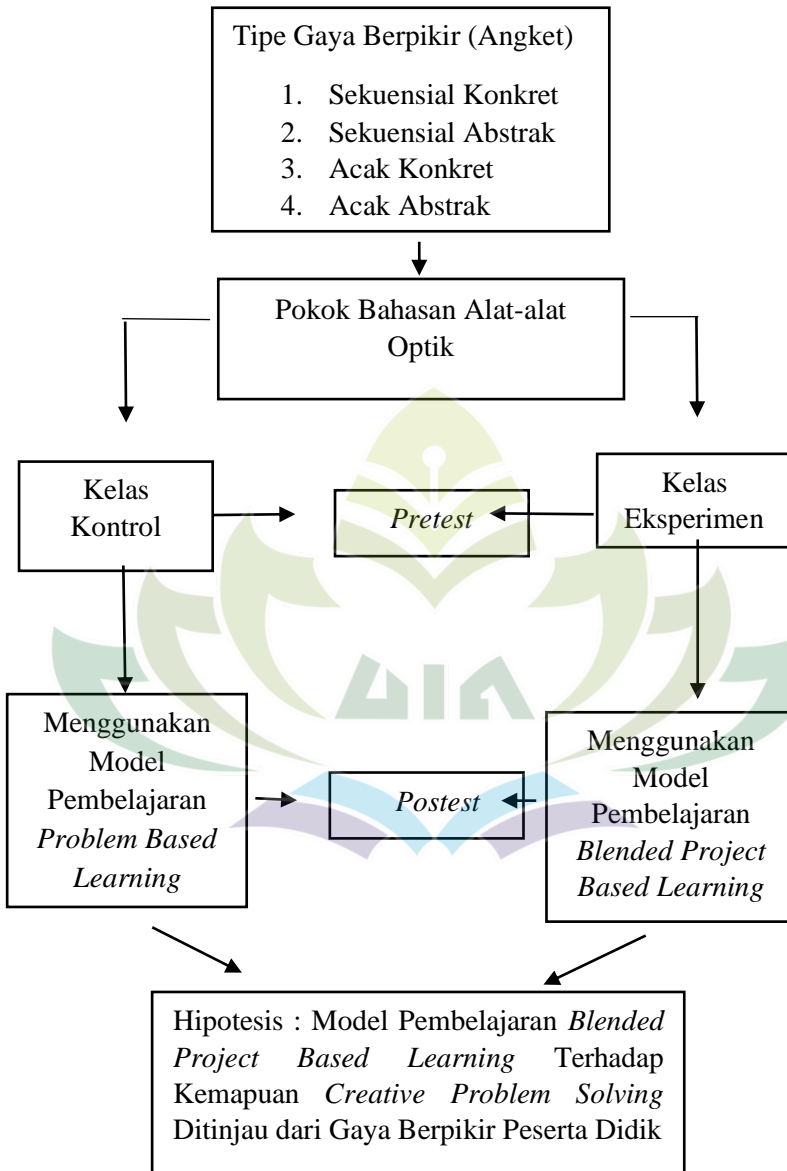 Tipe Gaya Berpikir (Angket)
1. Sekuensial Konkret
2. Sekuensial Abstrak
3. Acak Konkret
4. Acak Abstrak
Pokok Bahasan Alat-alat
Optik
Kelas
Kontrol
Pretest
Kelas
Eksperimen
Menggunakan
Model
Pembelajaran
Problem Based
Learning
Postest
Menggunakan
Model
Pembelajaran
Blended Project
Based Learning
Hipotesis : Model Pembelajaran Blended
Project Based Learning Terhadap
Kemapuan Creative Problem Solving
Ditinjau dari Gaya Berpikir Peserta Didik